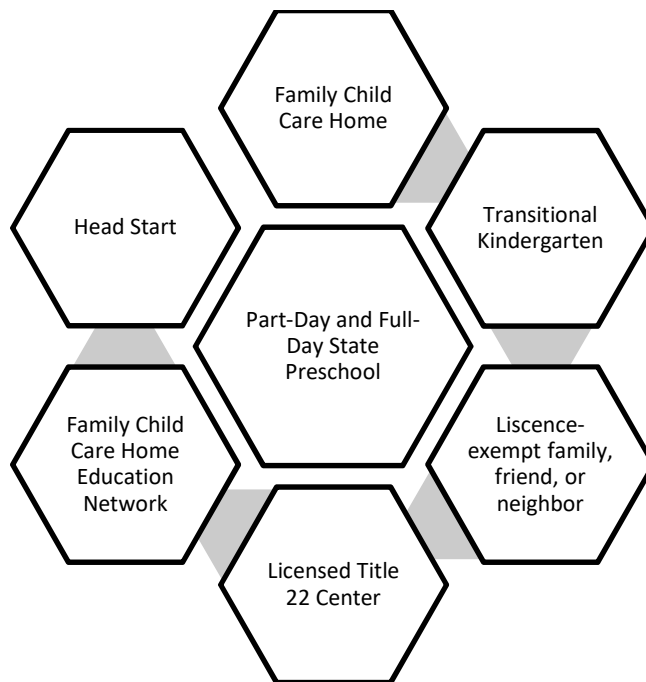 Family Child
Care Home
Head Start
Transitional
Kindergarten
Part-Day and Full-
Day State
Preschool
Family Child
Care Home
Education
Network
Liscence-
exempt family,
friend, or
neighbor
Licensed Title
22 Center